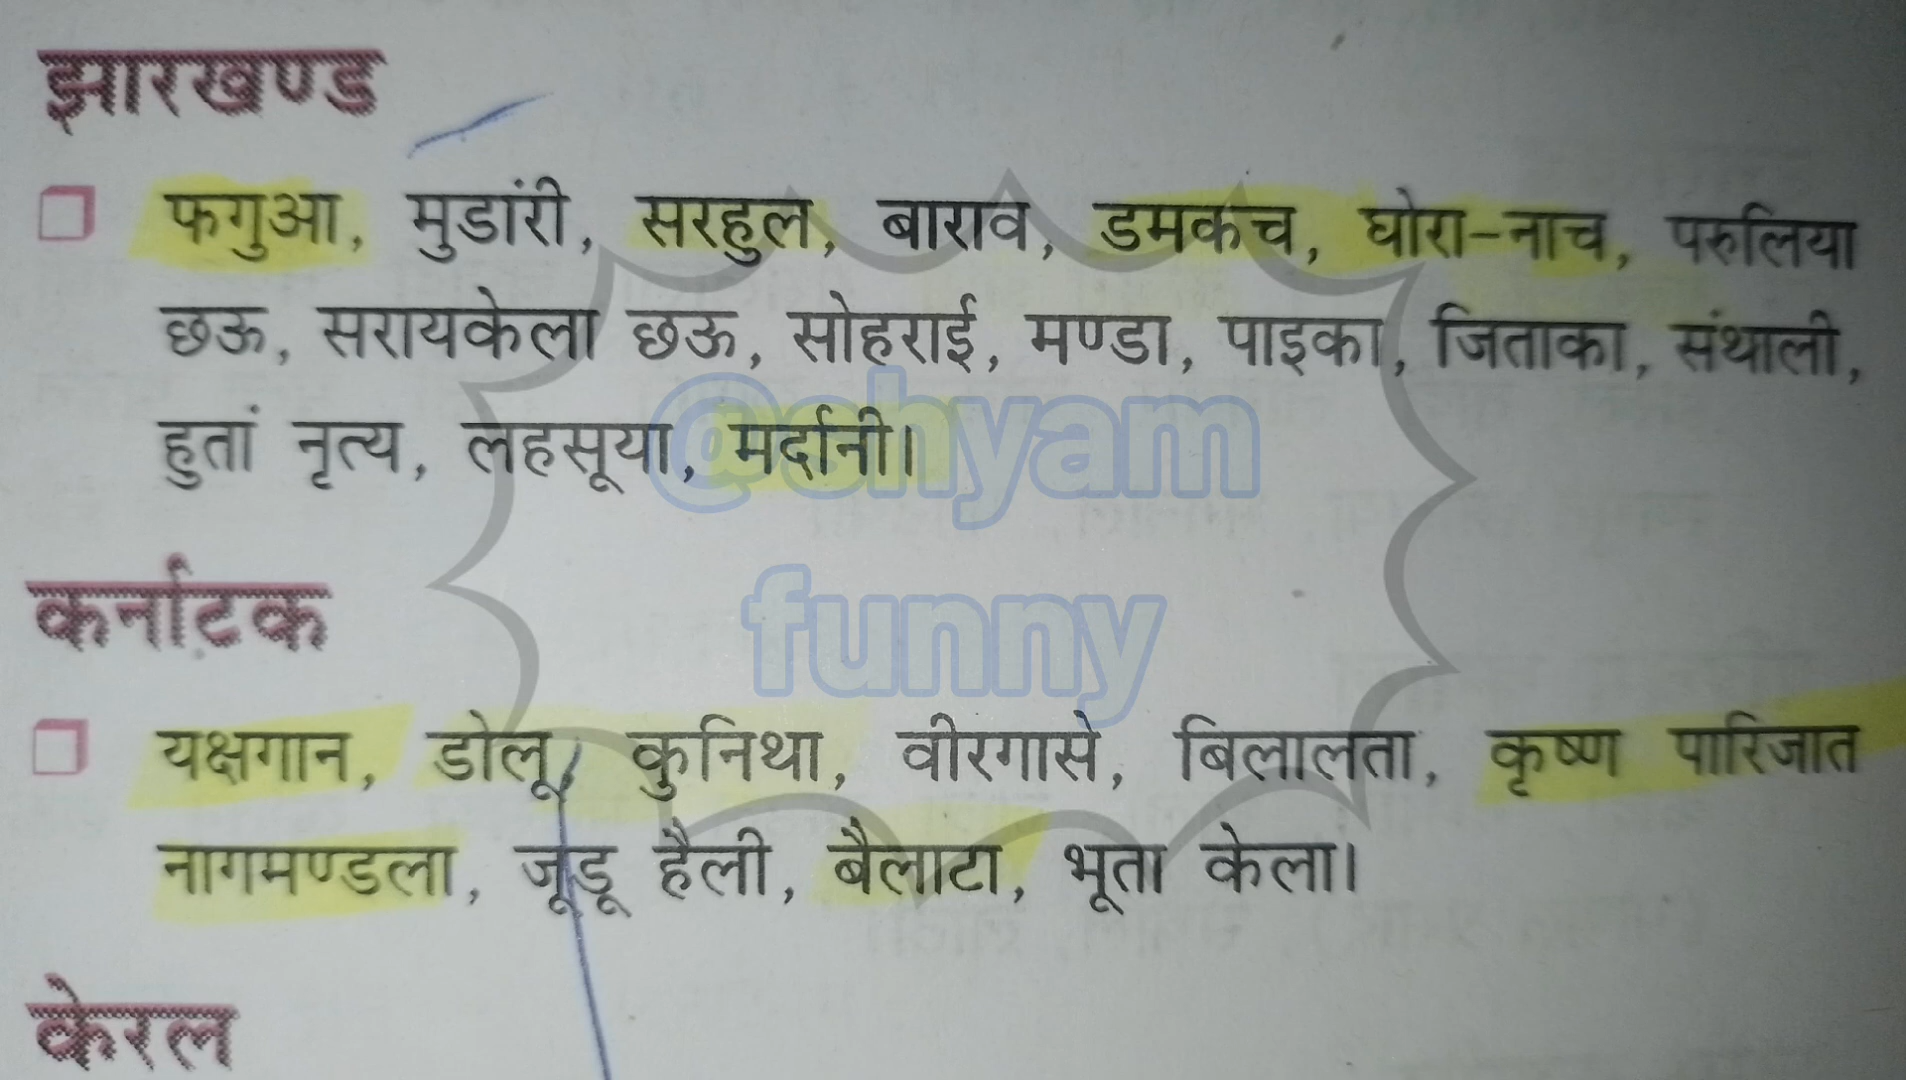 झारखण्ड
फगुआ, मुडांरी, सरहुल, बाराव, डमकच, घोरा-नाच, परुलिया
छऊ, सरायकेला छऊ, सोहराई, मण्डा, पाइका, जिताका, संथाली,
हुतां नृत्य, लहसूया, मर्दानी।
@shyam
funny
कर्नाटक
यक्षगान, डोलू, कुनिथा, वीरगासे, बिलालता, कृष्ण पारिजात
नागमण्डला, जूडू हैली, बैलाटा, भूता केला।
केरल